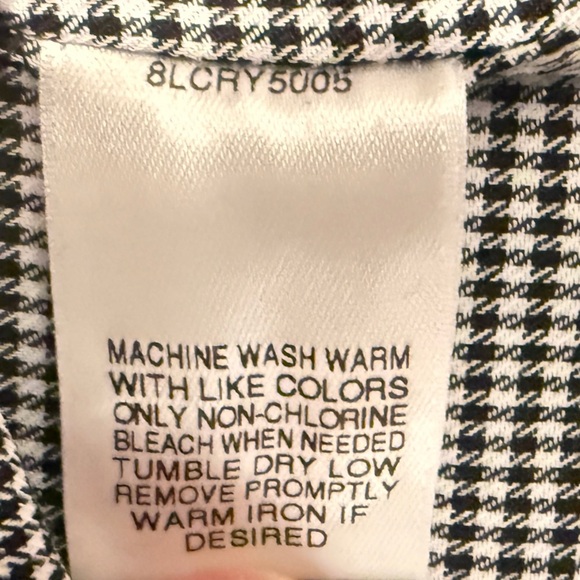 8LCRY5005
MACHINE WASH WARM
WITH LIKE COLORS
ONLY NON-CHLORINE
BLEACH WHEN NEEDED
TUMBLE DRY LOW
REMOVE PROMPTLY
WARM IRON IF
DESIRED